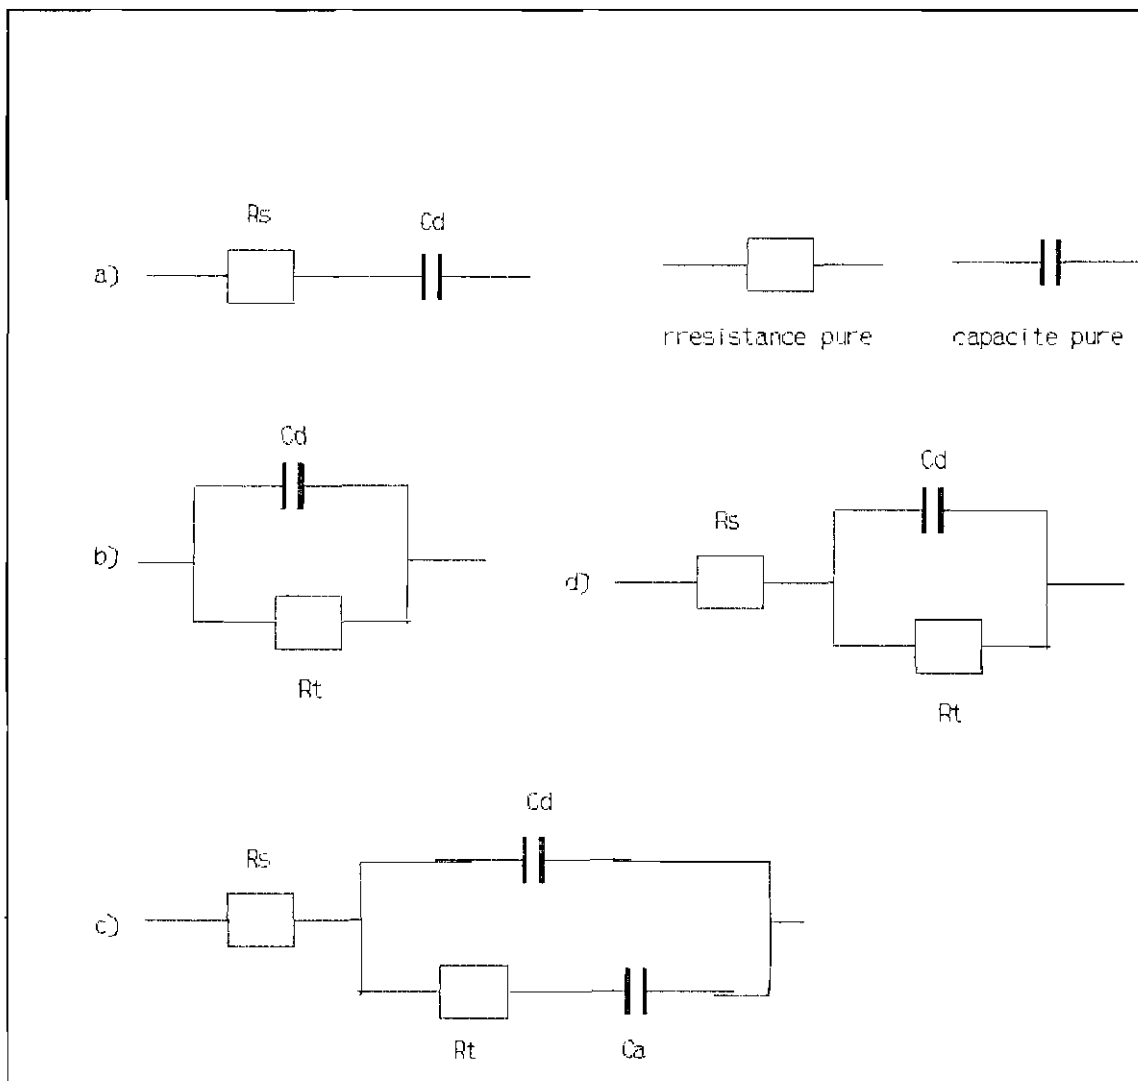 Rs
Cd
a)
rresistance pure
capacite pure
Cd
b)
Rt
Cd
Rs
d)
Rt
Cd
Rs
c)
Rt
Ca